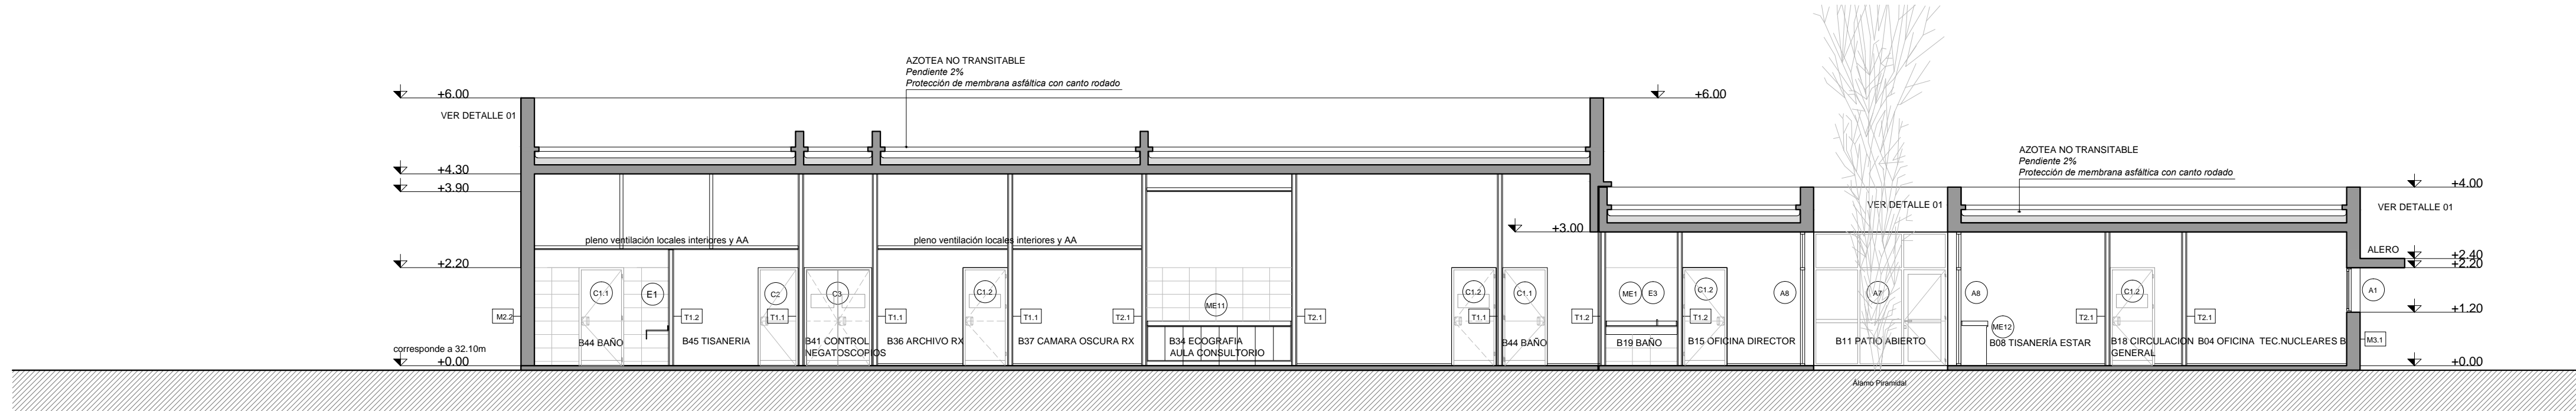 AZOTEA NO TRANSITABLE
Pendiente 2%
Protección de membrana asfáltica con canto rodado
+6.00
+6.00
VER DETALLE 01
AZOTEA NO TRANSITABLE
Pendiente 2%
Protección de membrana asfáltica con canto rodado
+4.30
+3.90
+4.00
VER DETALLE 01
VER DETALLE 01
+3.00
pleno ventilación locales interiores y AA
pleno ventilación locales interiores y AA
ALERO
+2.40
+2.20
+2.20
C1.1
E1
C2
C3
C1.2
ME11
C1.2
C1.1
ME1
E3
C1.2
A8
A7
A8
C1.2
A1
+1.20
M2.2
T1.2
T1.1
T1.1
T1.1
T2.1
T2.1
T1.1
T1.2
T1.2
ME12
T2.1
T2.1
M3.1
corresponde a 32.10m
+0.00
B44 BAÑO
B45 TISANERIA
B41 CONTROL
NEGATOSCOPIOS
B36 ARCHIVO RX
B37 CAMARA OSCURA RX
B34 ECOGRAFIA
AULA CONSULTORIO
B44 BAÑO
B19 BAÑO
B15 OFICINA DIRECTOR
B11 PATIO ABIERTO
B08 TISANERÍA ESTAR
B18 CIRCULACION
GENERAL
B04 OFICINA TEC.NUCLEARES B
+0.00
Álamo Piramidal